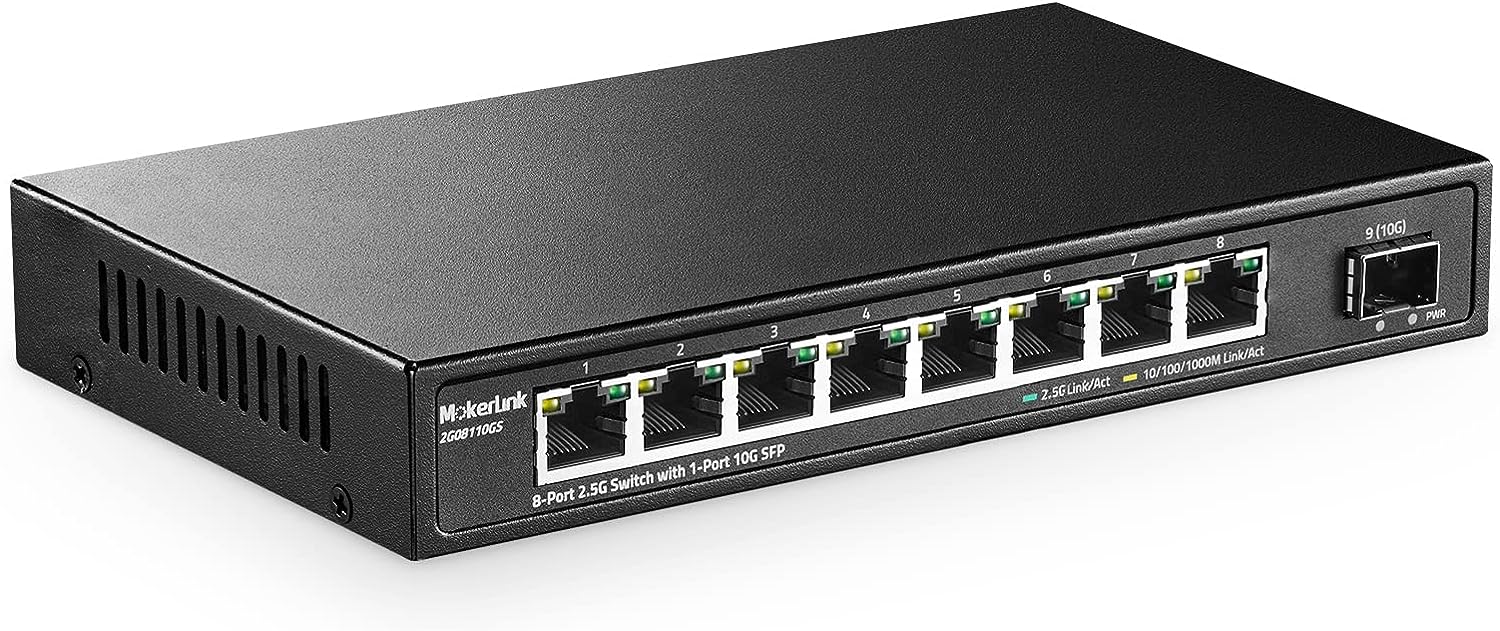 1 2 3 4 5 6 7 8
9 (10G)
PWR
MokerLink
2G08110GS
2.5G Link/Act 10/100/1000M Link/Act
8-Port 2.5G Switch with 1-Port 10G SFP